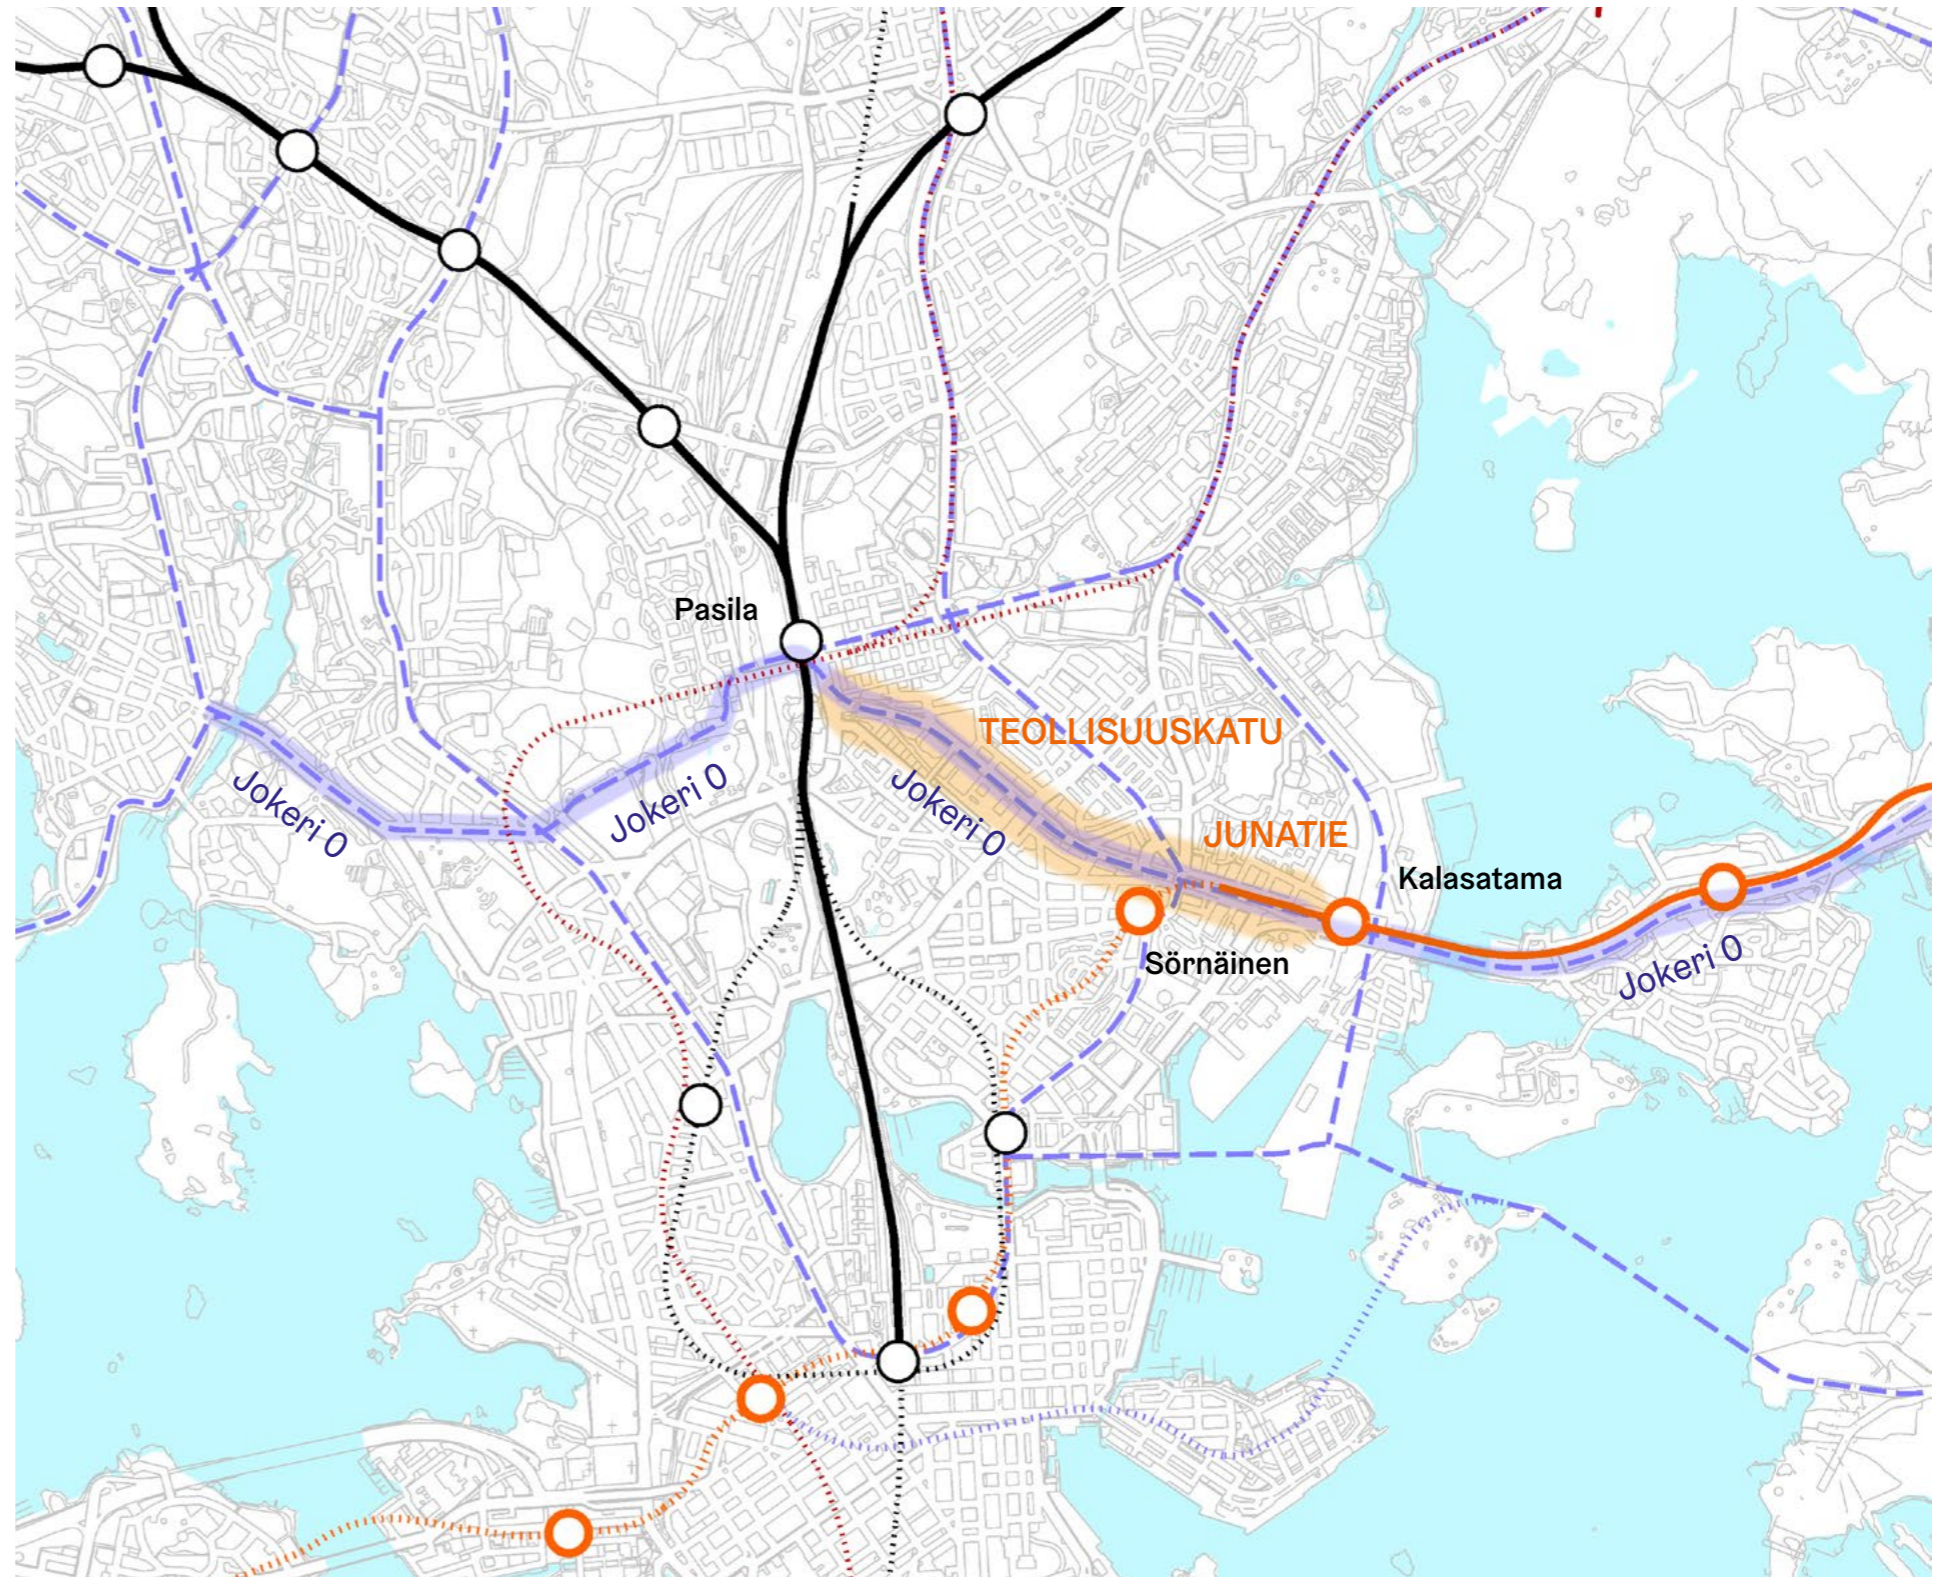 Pasila
TEOLLISUUSKATU
Jokeri 0
Jokeri 0
Jokeri 0
JUNATIE
Kalasatama
Sörnäinen
Jokeri 0